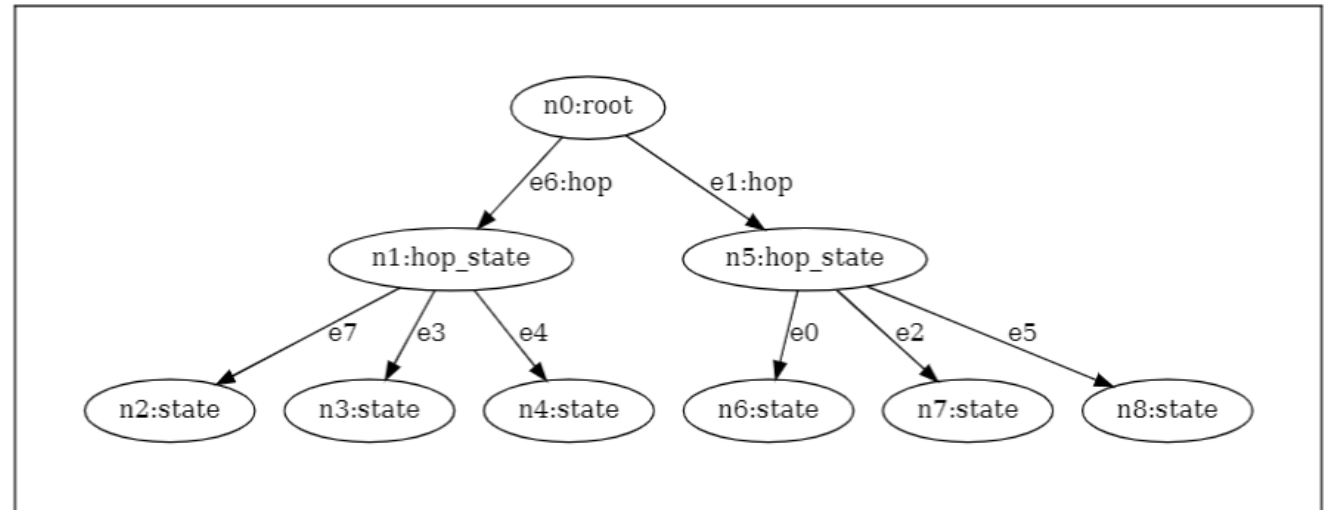 n0:root
e6:hop
e1:hop
n1:hop_state
n5:hop_state
e7
e3
e4
e0
e2
e5
n2:state
n3:state
n4:state
n6:state
n7:state
n8:state